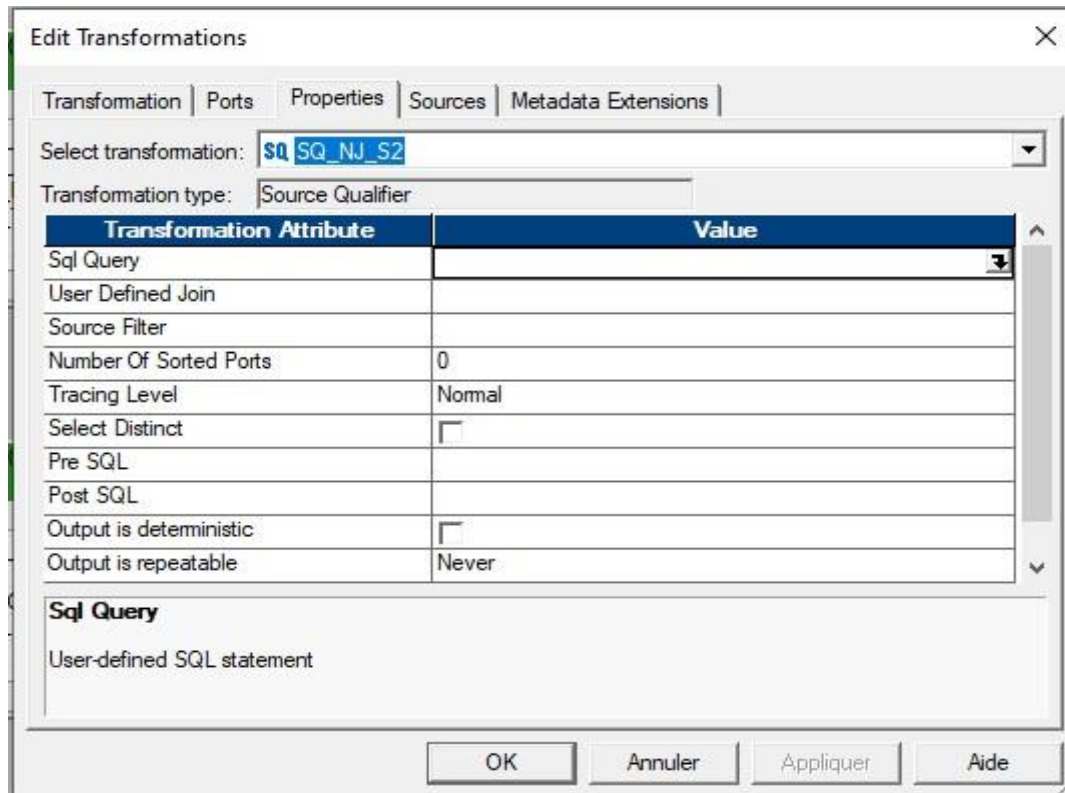 Edit Transformations
Transformation Ports Properties Sources Metadata Extensions
Select transformation: SQ SQ_NJ_S2
Transformation type: Source Qualifier
Transformation Attribute Value
Sql Query
User Defined Join
Source Filter
Number Of Sorted Ports 0
Tracing Level Normal
Select Distinct
Pre SQL
Post SQL
Output is deterministic
Output is repeatable Never
Sql Query
User-defined SQL statement
OK Annuler Appliquer Aide